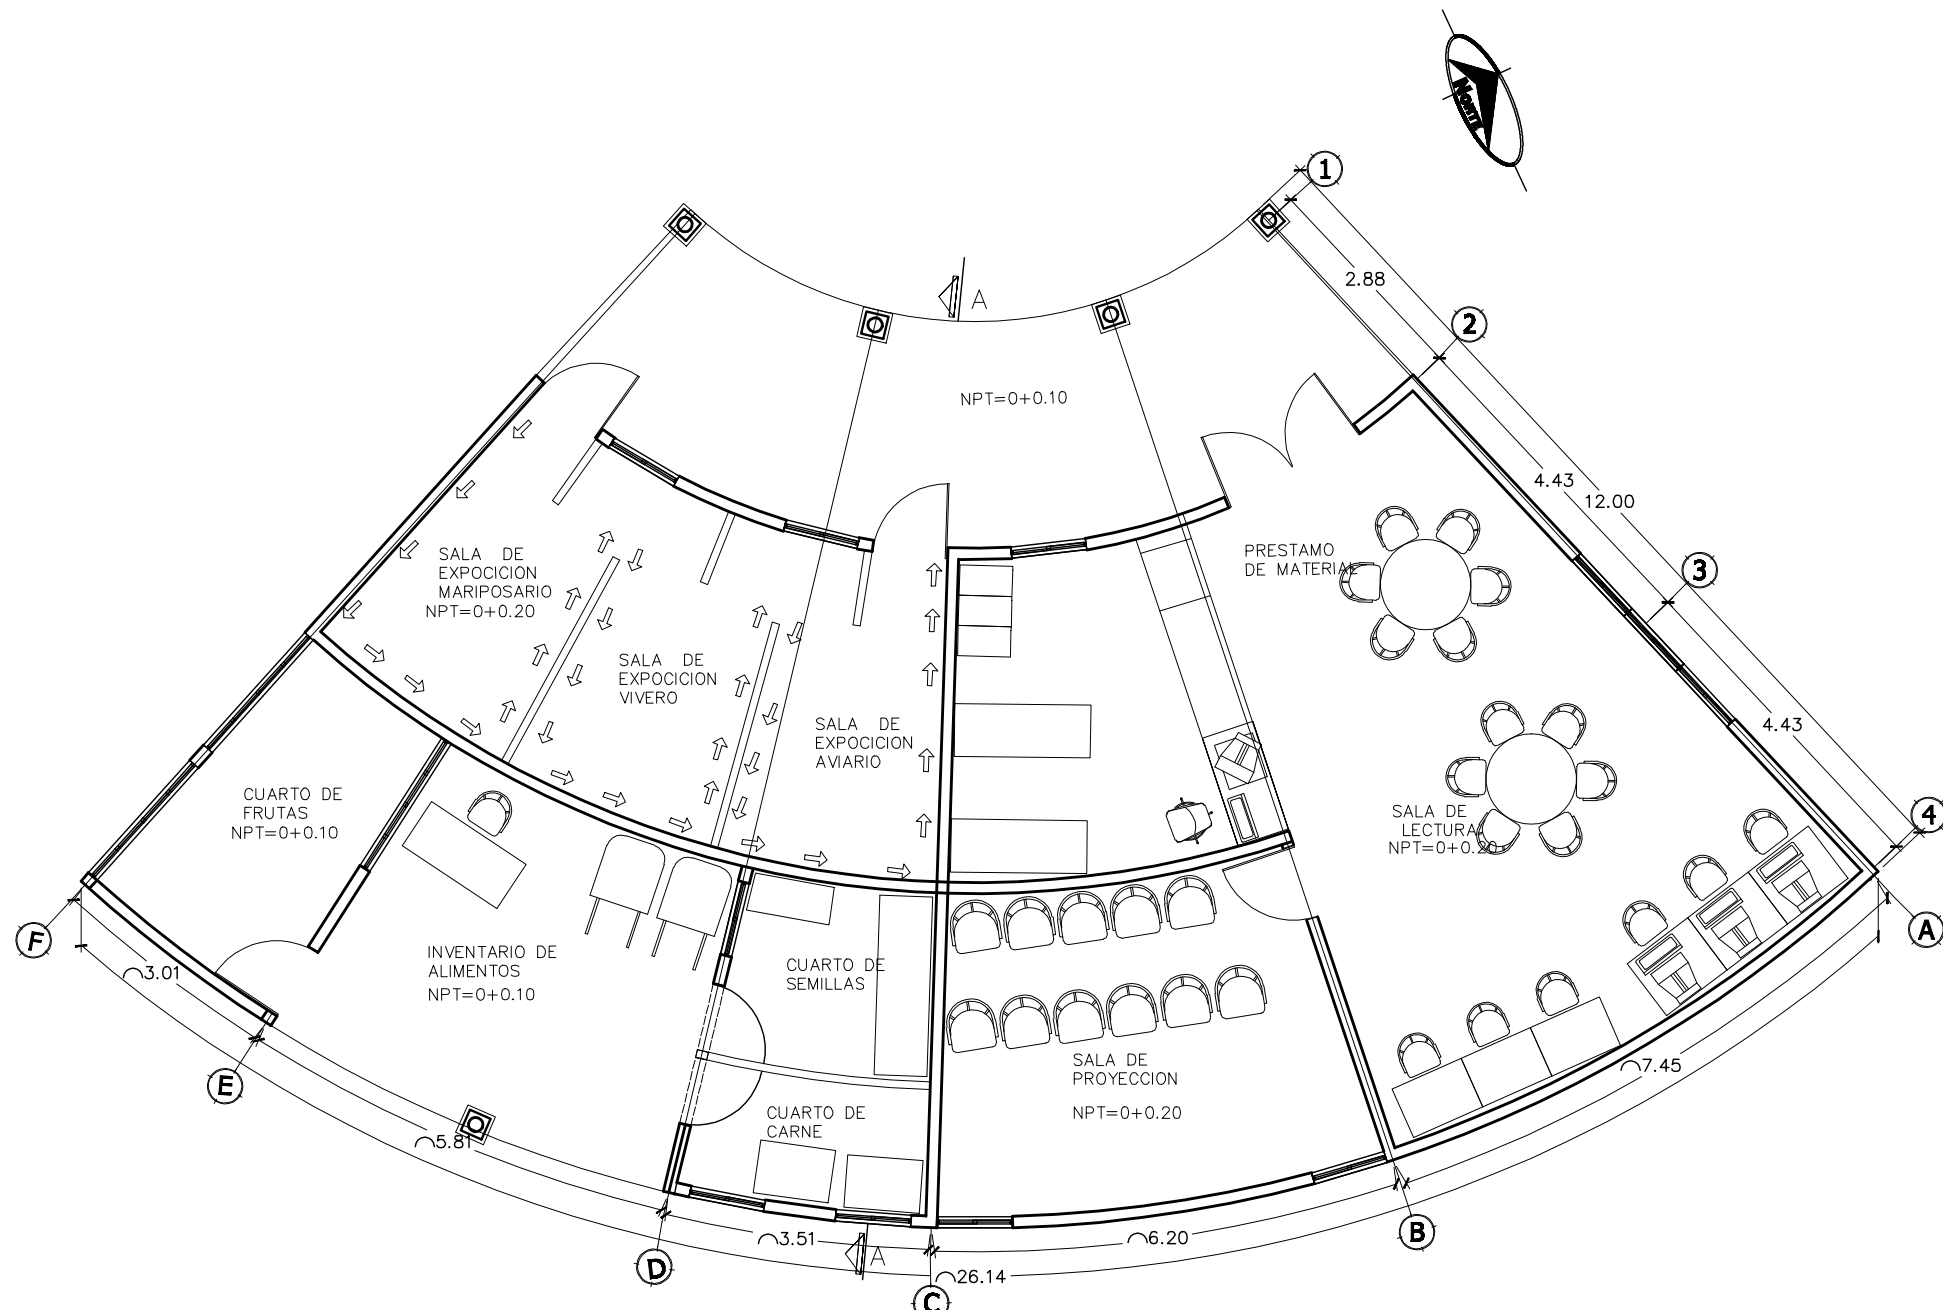 NORTE
1
2.88
2
A
NPT=0+0.10
4.43
12.00
SALA DE
EXPOCICION
MARIPOSARIO
NPT=0+0.20
PRESTAMO
DE MATERIAL
3
SALA DE
EXPOCICION
VIVERO
SALA DE
EXPOCICION
AVIARIO
4.43
CUARTO DE
FRUTAS
NPT=0+0.10
SALA DE
LECTURA
NPT=0+0.20
4
F
A
INVENTARIO DE
ALIMENTOS
NPT=0+0.10
CUARTO DE
SEMILLAS
3.01
SALA DE
PROYECCION
NPT=0+0.20
7.45
E
CUARTO DE
CARNE
5.81
3.51
A
6.20
B
D
26.14
C